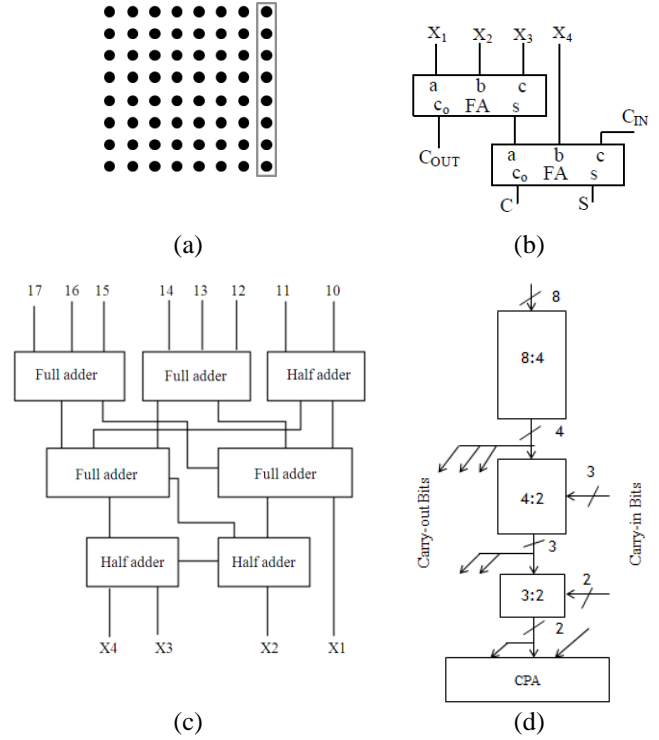 X₁ X₂ X₃ X₄
a b c
cₒ FA s
C_IN
C_OUT
a b c
cₒ FA s
C S
(a)
(b)
17 16 15 14 13 12 11 10
Full adder Full adder Half adder
Full adder Full adder
Half adder Half adder
X4 X3 X2 X1
(c)
8
8:4
4
Carry-out Bits
3
4:2
Carry-in Bits
3
2
3:2
2
CPA
(d)